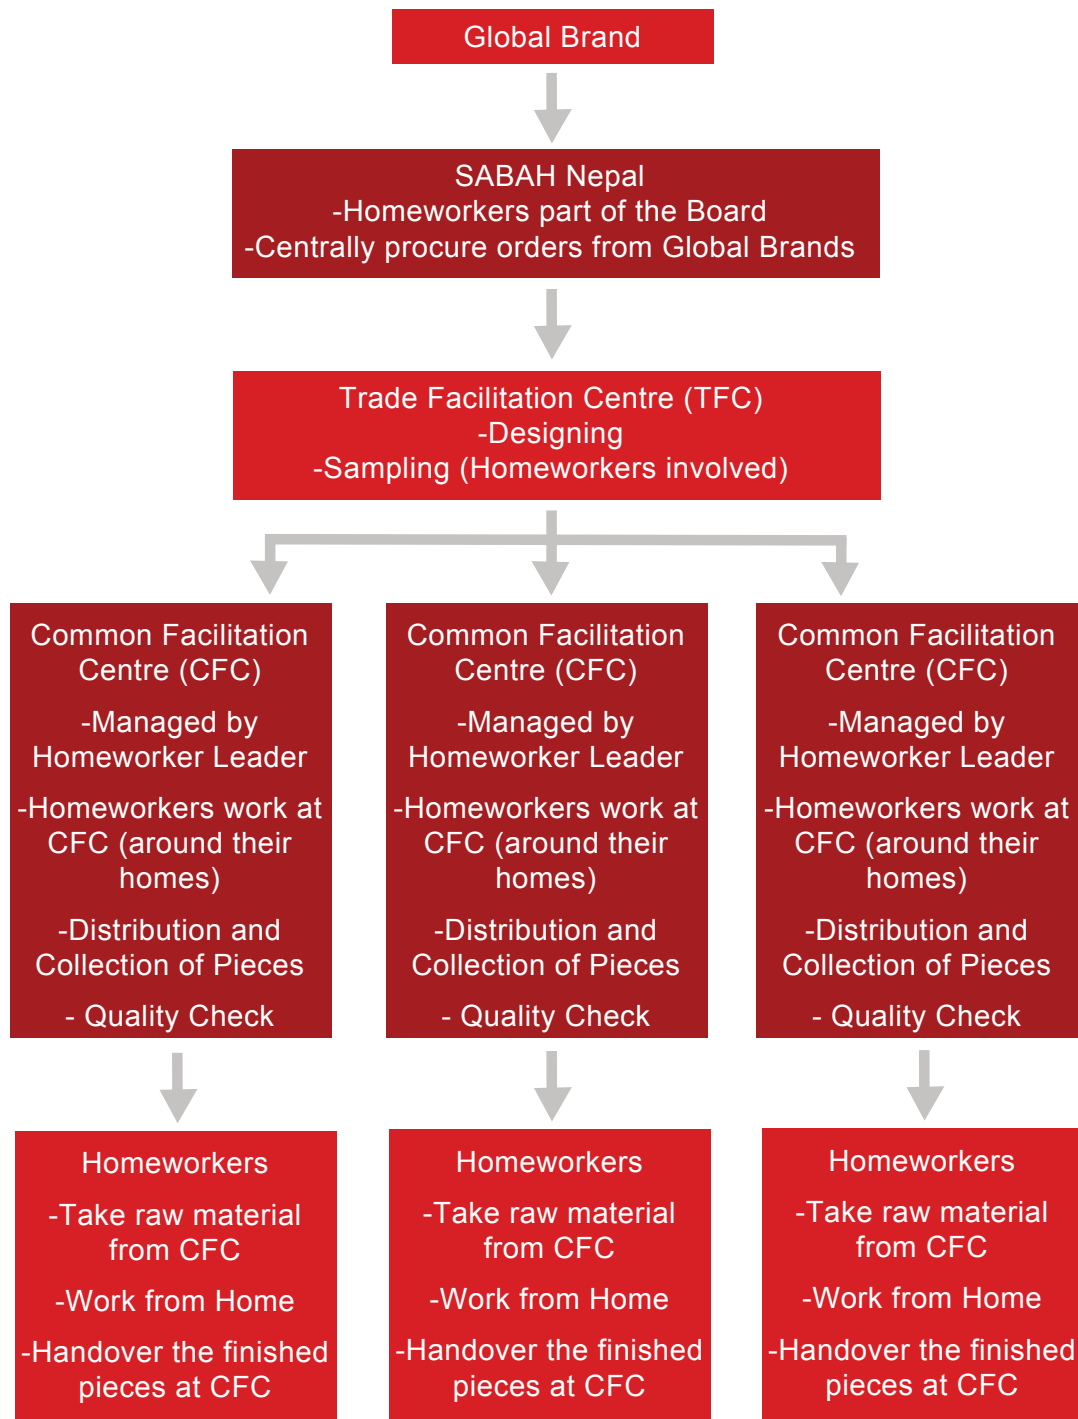 Global Brand
SABAH Nepal
-Homeworkers part of the Board
-Centrally procure orders from Global Brands
Trade Facilitation Centre (TFC)
-Designing
-Sampling (Homeworkers involved)
Common Facilitation
Centre (CFC)
-Managed by
Homeworker Leader
-Homeworkers work at
CFC (around their
homes)
-Distribution and
Collection of Pieces
- Quality Check
Common Facilitation
Centre (CFC)
-Managed by
Homeworker Leader
-Homeworkers work at
CFC (around their
homes)
-Distribution and
Collection of Pieces
- Quality Check
Common Facilitation
Centre (CFC)
-Managed by
Homeworker Leader
-Homeworkers work at
CFC (around their
homes)
-Distribution and
Collection of Pieces
- Quality Check
Homeworkers
-Take raw material
from CFC
-Work from Home
-Handover the finished
pieces at CFC
Homeworkers
-Take raw material
from CFC
-Work from Home
-Handover the finished
pieces at CFC
Homeworkers
-Take raw material
from CFC
-Work from Home
-Handover the finished
pieces at CFC